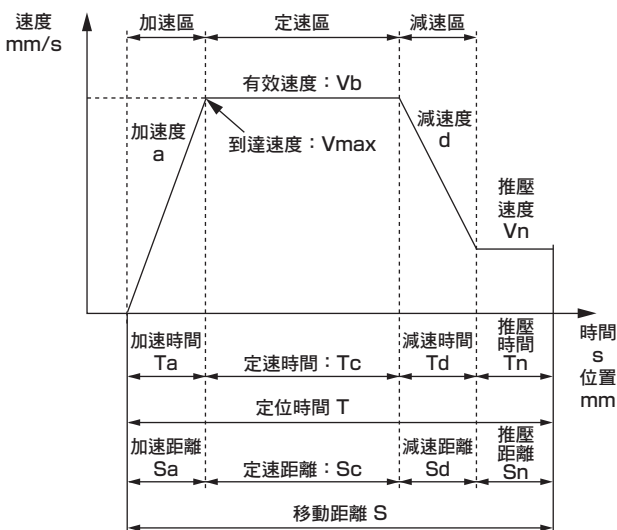 速度
mm/s
加速區
定速區
減速區
有效速度：Vb
到達速度：Vmax
加速度
a
減速度
d
推壓
速度
Vn
加速時間
Ta
定速時間：Tc
減速時間
Td
推壓
時間
Tn
時間
s
位置
mm
定位時間 T
加速距離
Sa
定速距離：Sc
減速距離
Sd
推壓
距離
Sn
移動距離 S